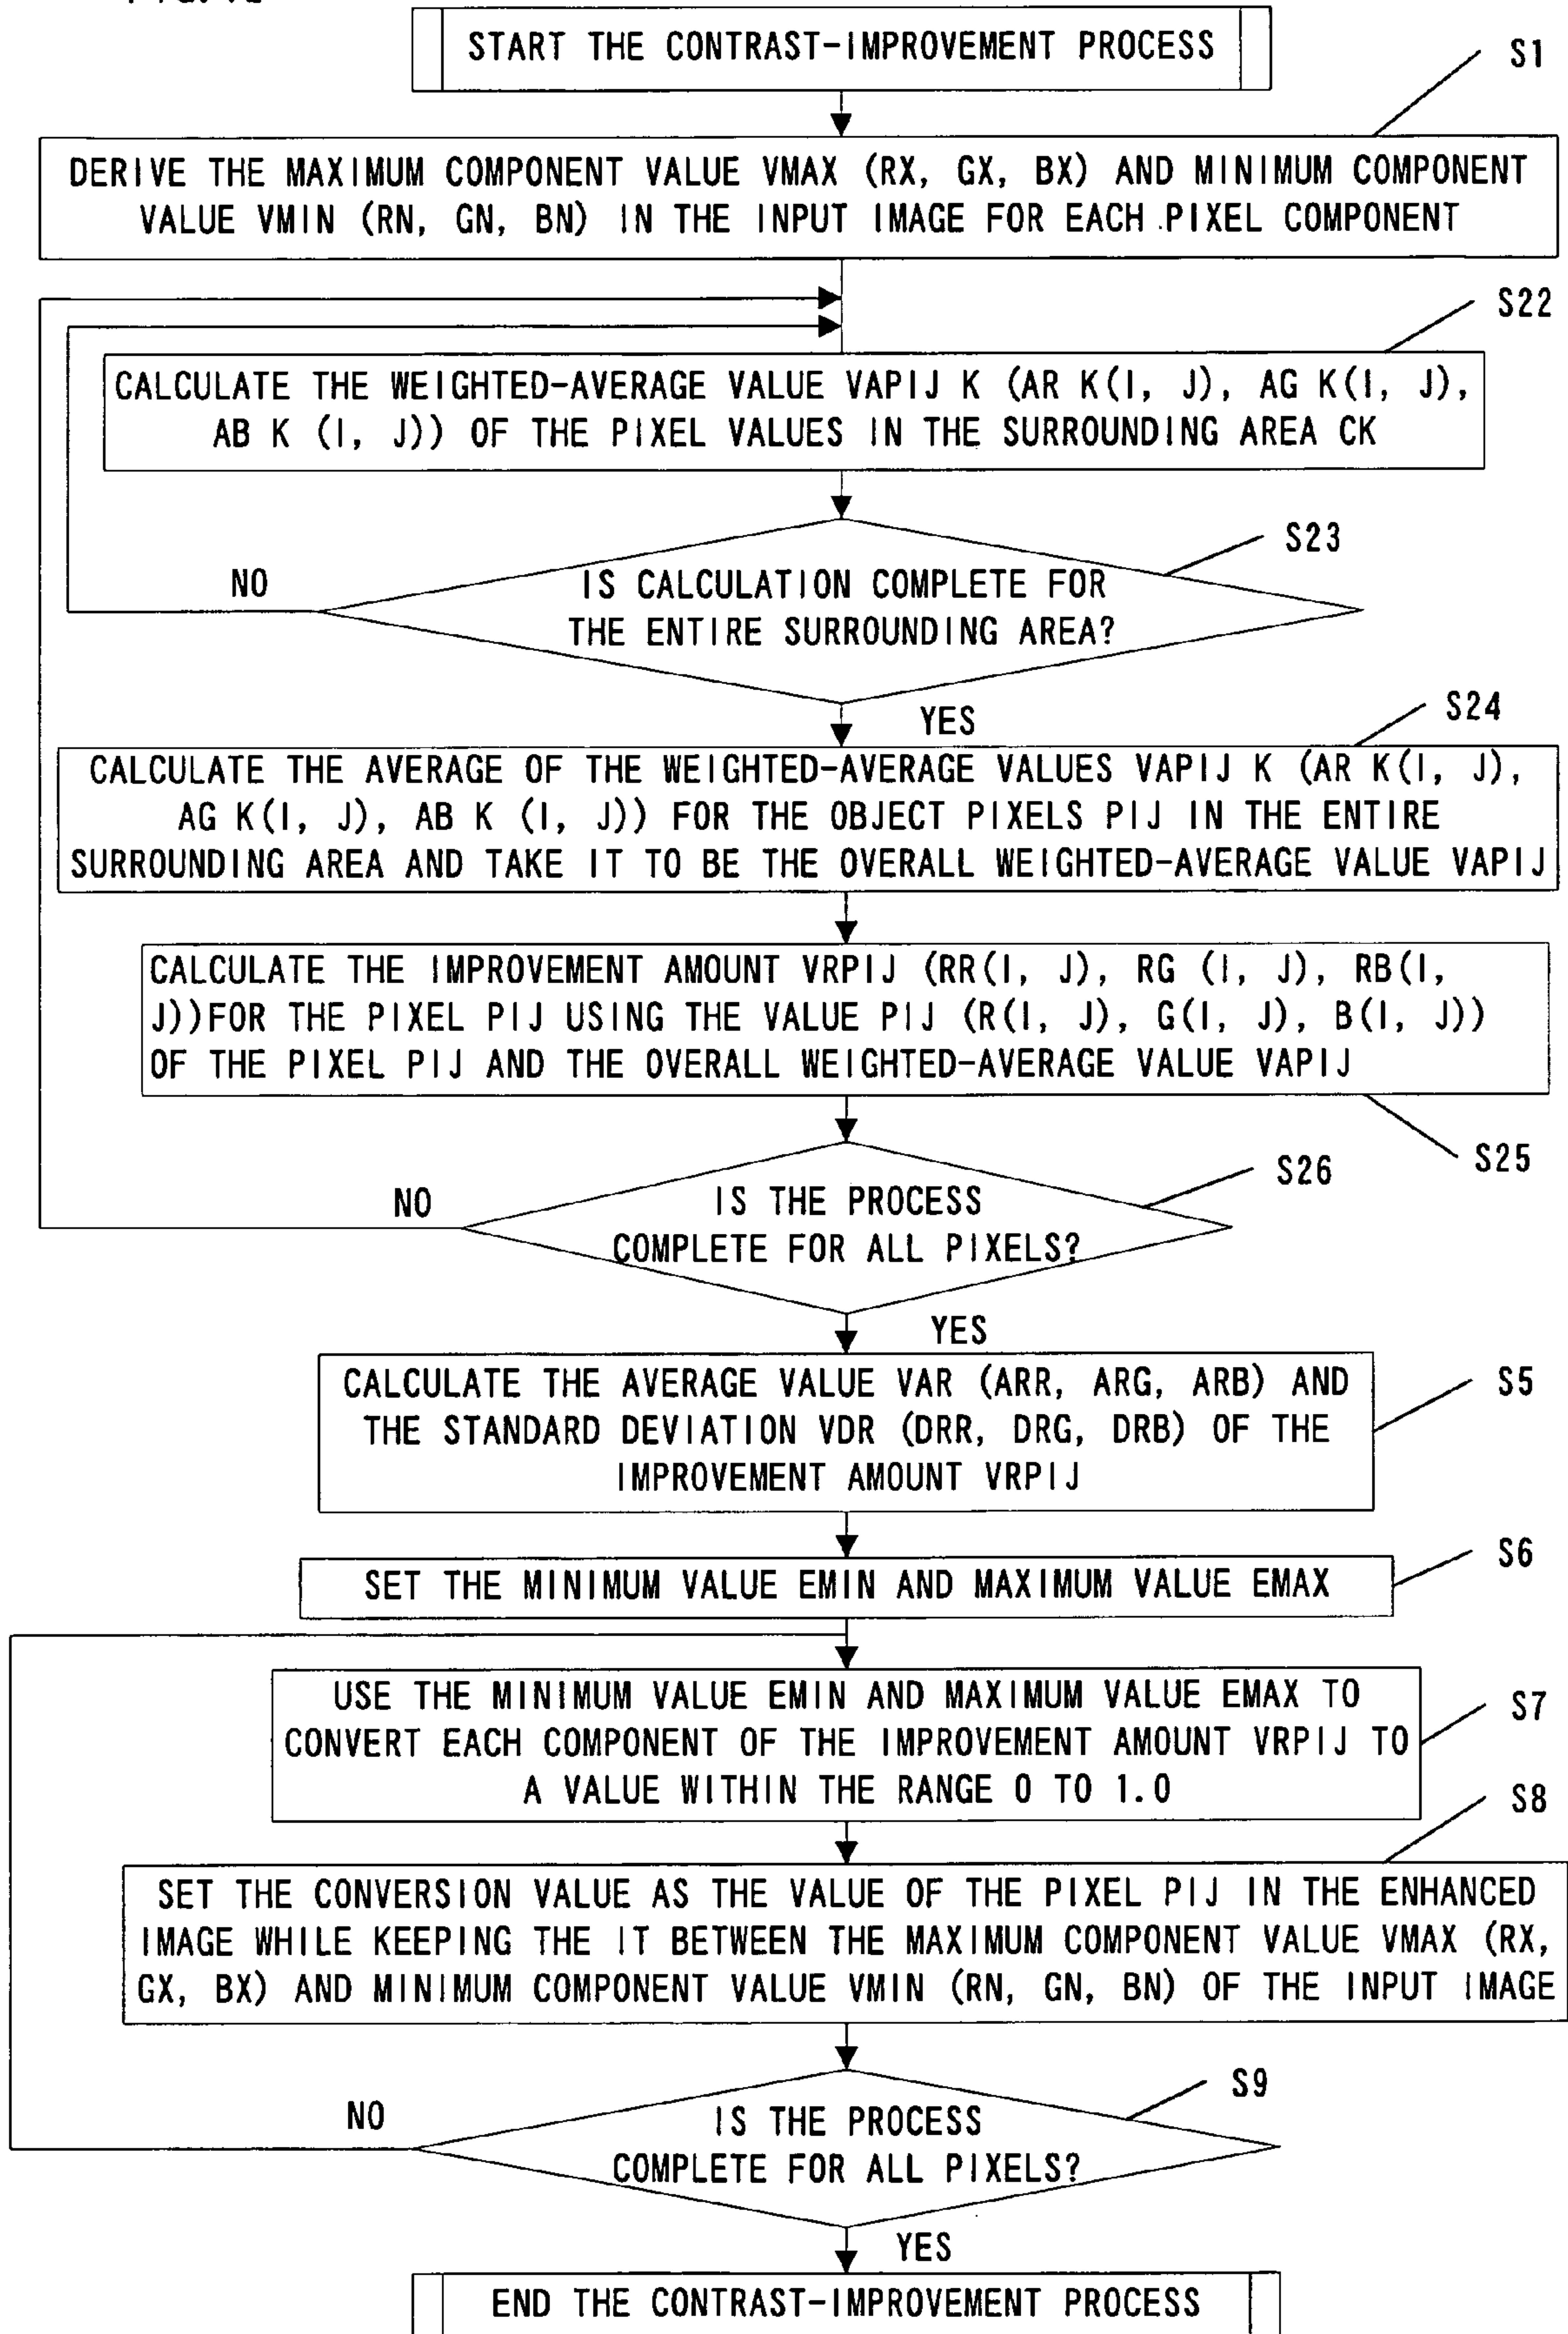 START THE CONTRAST-IMPROVEMENT PROCESS
S1
DERIVE THE MAXIMUM COMPONENT VALUE VMAX (RX, GX, BX) AND MINIMUM COMPONENT
VALUE VMIN (RN, GN, BN) IN THE INPUT IMAGE FOR EACH PIXEL COMPONENT
S22
CALCULATE THE WEIGHTED-AVERAGE VALUE VAPIJ K (AR K(I, J), AG K(I, J),
AB K (I, J)) OF THE PIXEL VALUES IN THE SURROUNDING AREA CK
S23
NO
IS CALCULATION COMPLETE FOR
THE ENTIRE SURROUNDING AREA?
YES
S24
CALCULATE THE AVERAGE OF THE WEIGHTED-AVERAGE VALUES VAPIJ K (AR K(I, J),
AG K(I, J), AB K (I, J)) FOR THE OBJECT PIXELS PIJ IN THE ENTIRE
SURROUNDING AREA AND TAKE IT TO BE THE OVERALL WEIGHTED-AVERAGE VALUE VAPIJ
CALCULATE THE IMPROVEMENT AMOUNT VRPIJ (RR(I, J), RG (I, J), RB(I,
J))FOR THE PIXEL PIJ USING THE VALUE PIJ (R(I, J), G(I, J), B(I, J))
OF THE PIXEL PIJ AND THE OVERALL WEIGHTED-AVERAGE VALUE VAPIJ
S25
S26
NO
IS THE PROCESS
COMPLETE FOR ALL PIXELS?
YES
CALCULATE THE AVERAGE VALUE VAR (ARR, ARG, ARB) AND
THE STANDARD DEVIATION VDR (DRR, DRG, DRB) OF THE
IMPROVEMENT AMOUNT VRPIJ
S5
S6
SET THE MINIMUM VALUE EMIN AND MAXIMUM VALUE EMAX
USE THE MINIMUM VALUE EMIN AND MAXIMUM VALUE EMAX TO
CONVERT EACH COMPONENT OF THE IMPROVEMENT AMOUNT VRPIJ TO
A VALUE WITHIN THE RANGE 0 TO 1.0
S7
S8
SET THE CONVERSION VALUE AS THE VALUE OF THE PIXEL PIJ IN THE ENHANCED
IMAGE WHILE KEEPING THE IT BETWEEN THE MAXIMUM COMPONENT VALUE VMAX (RX,
GX, BX) AND MINIMUM COMPONENT VALUE VMIN (RN, GN, BN) OF THE INPUT IMAGE
S9
NO
IS THE PROCESS
COMPLETE FOR ALL PIXELS?
YES
END THE CONTRAST-IMPROVEMENT PROCESS